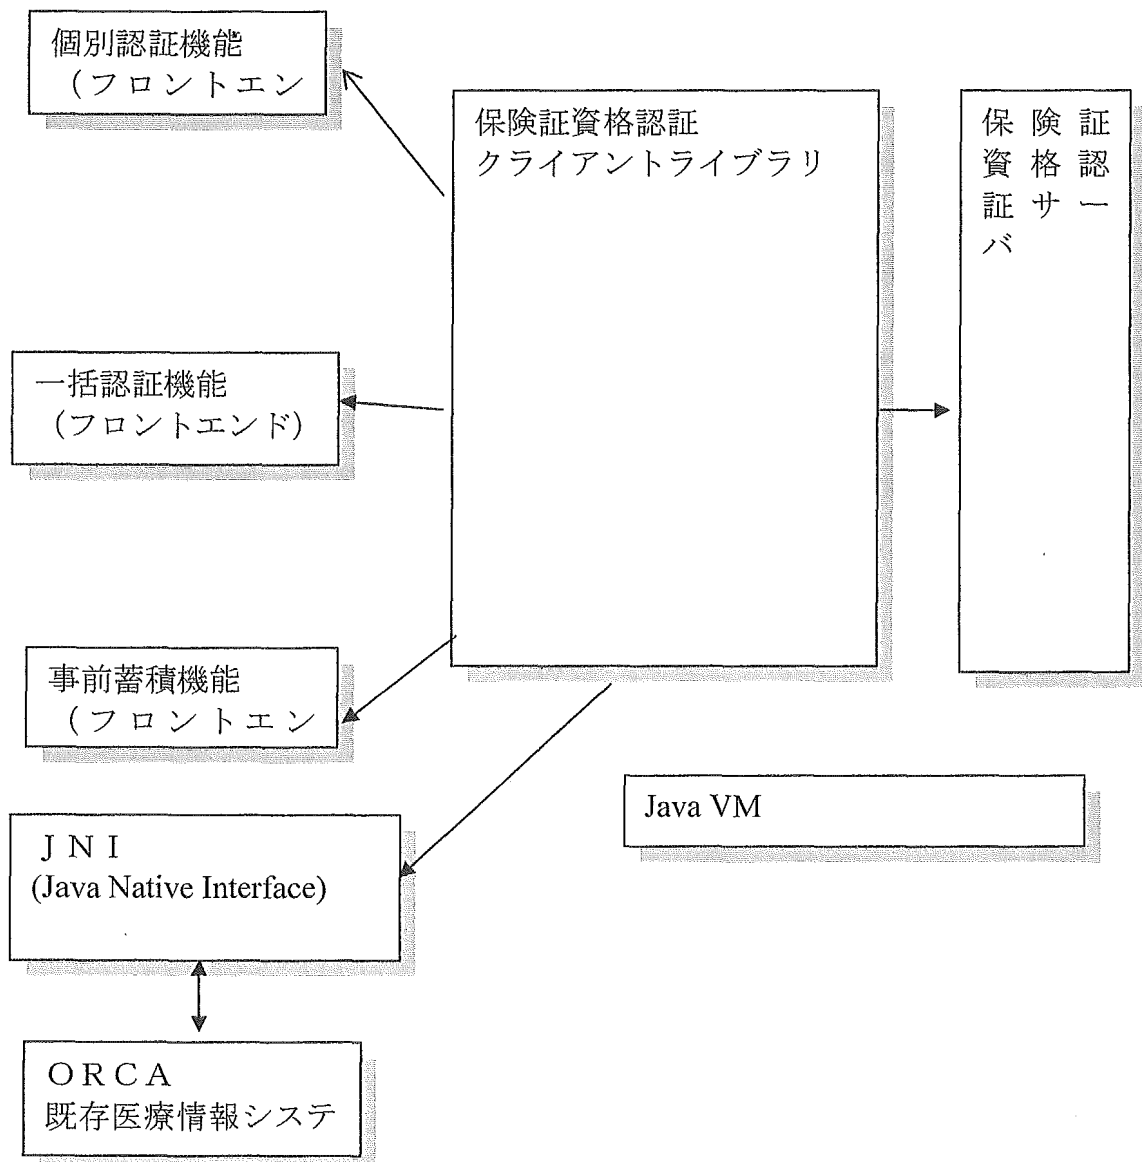 個別認証機能
（フロントエン
保険証資格認証
クライアントライブラリ
保険証
資格認
証サー
バ
一括認証機能
（フロントエンド）
事前蓄積機能
（フロントエン
Java VM
ＪＮＩ
(Java Native Interface)
ＯＲＣＡ
既存医療情報システ